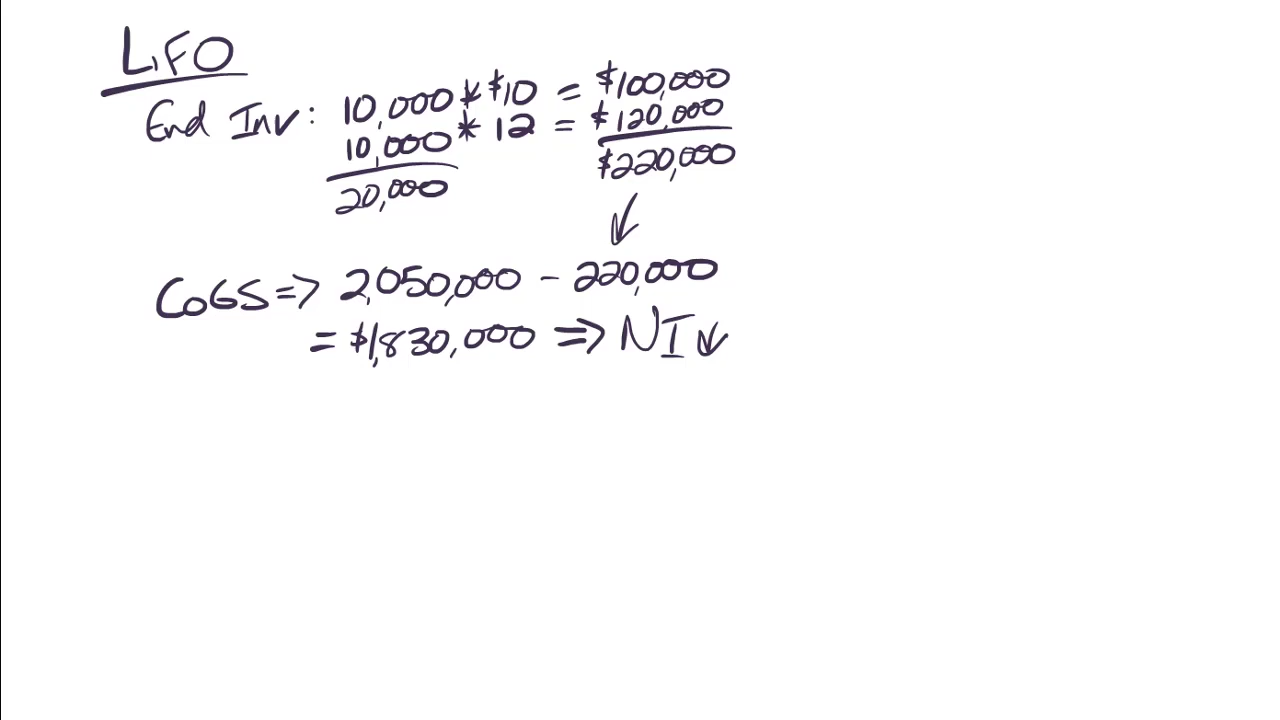 LIFO
End Inv: 10,000 * $10 = $100,000
10,000 * 12 = $120,000
20,000 $220,000
↓
COGS => 2,050,000 - 220,000
= $1,830,000 => NI ↓